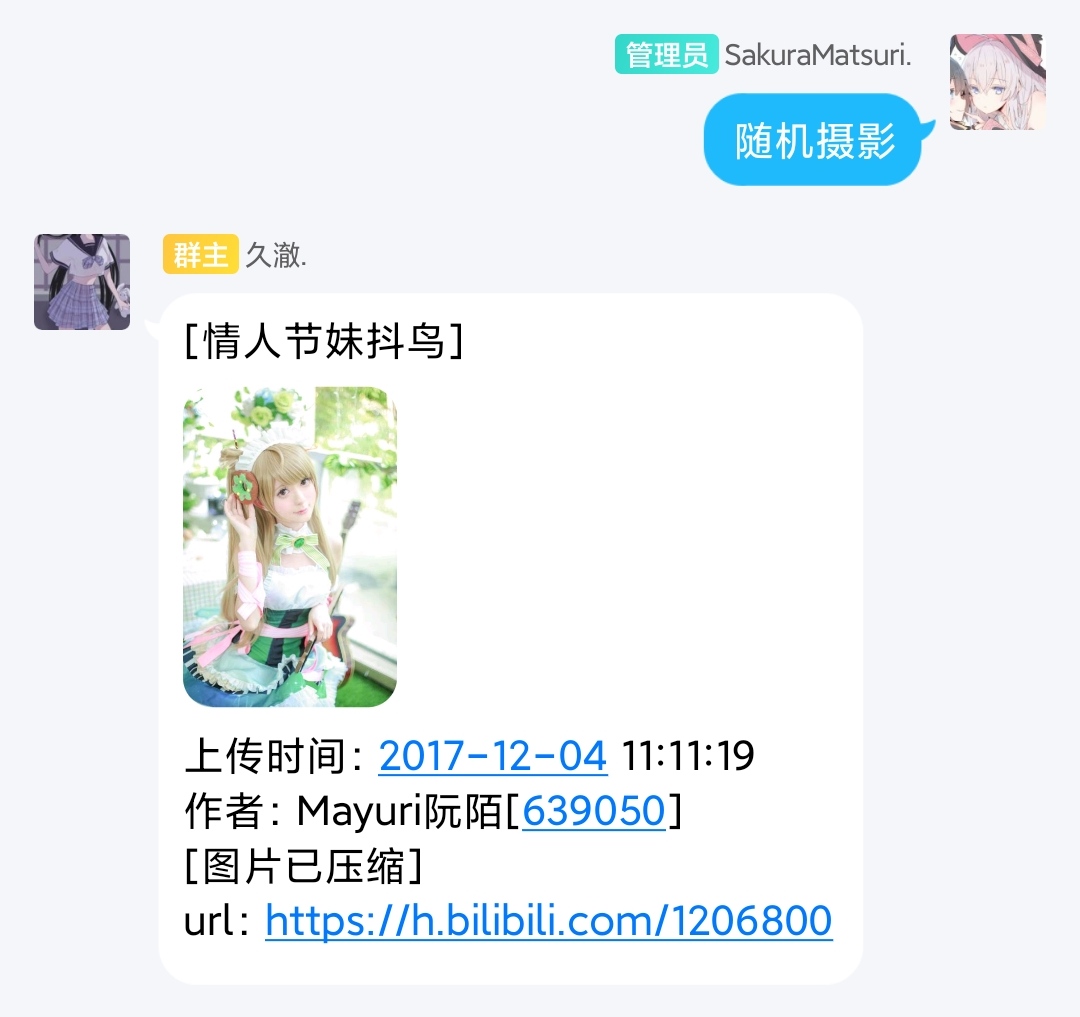 管理员 SakuraMatsuri.
随机摄影
群主 久澈.
[情人节妹抖鸟]
上传时间：2017-12-04 11:11:19
作者：Mayuri阮陌[639050]
[图片已压缩]
url：https://h.bilibili.com/1206800